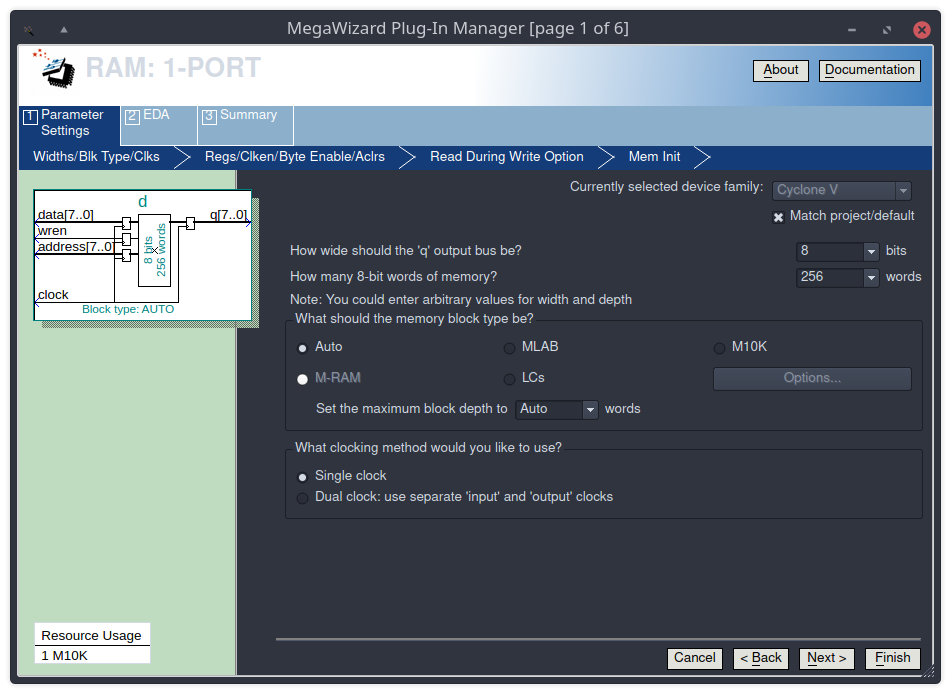 MegaWizard Plug-In Manager [page 1 of 6]
RAM: 1-PORT
About
Documentation
1 Parameter Settings
2 EDA
3 Summary
Widths/Blk Type/Clks
Regs/Clken/Byte Enable/Aclrs
Read During Write Option
Mem Init
d
data[7..0]
wren
address[7..0]
clock
q[7..0]
8 bits
256 words
Block type: AUTO
Currently selected device family:
Cyclone V
Match project/default
How wide should the 'q' output bus be?
8
bits
How many 8-bit words of memory?
256
words
Note: You could enter arbitrary values for width and depth
What should the memory block type be?
Auto
MLAB
M10K
M-RAM
LCs
Options...
Set the maximum block depth to
Auto
words
What clocking method would you like to use?
Single clock
Dual clock: use separate 'input' and 'output' clocks
Resource Usage
1 M10K
Cancel
< Back
Next >
Finish